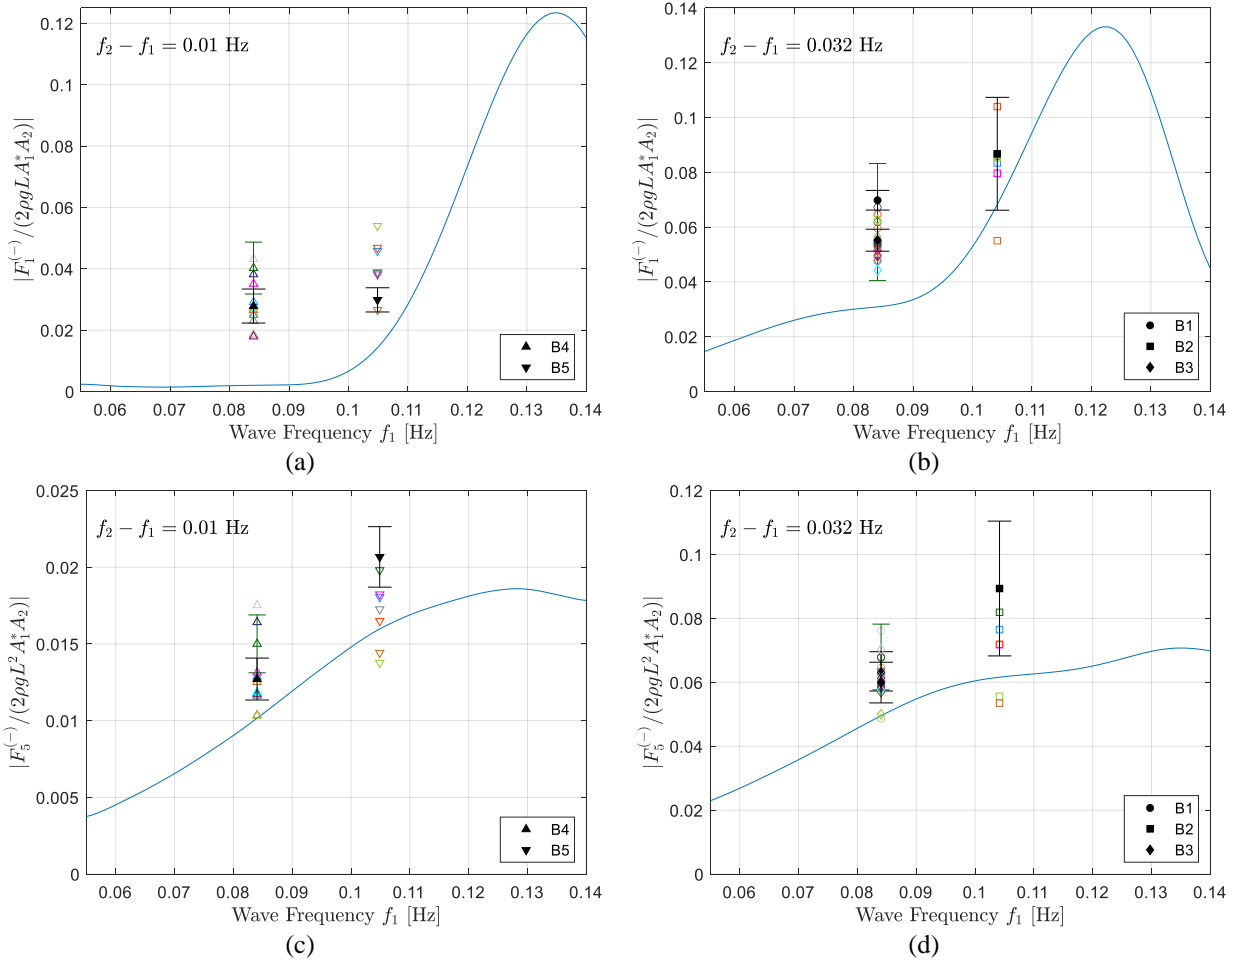 0.12
0.1
0.08
0.06
0.04
0.02
0
f₂ − f₁ = 0.01 Hz
|F₁⁽⁻⁾/(2ρgLA₁*A₂)|
B4
B5
0.06 0.07 0.08 0.09 0.1 0.11 0.12 0.13 0.14
Wave Frequency f₁ [Hz]
(a)
0.14
0.12
0.1
0.08
0.06
0.04
0.02
0
f₂ − f₁ = 0.032 Hz
|F₁⁽⁻⁾/(2ρgLA₁*A₂)|
B1
B2
B3
0.06 0.07 0.08 0.09 0.1 0.11 0.12 0.13 0.14
Wave Frequency f₁ [Hz]
(b)
0.025
0.02
0.015
0.01
0.005
0
f₂ − f₁ = 0.01 Hz
|F₅⁽⁻⁾/(2ρgL²A₁*A₂)|
B4
B5
0.06 0.07 0.08 0.09 0.1 0.11 0.12 0.13 0.14
Wave Frequency f₁ [Hz]
(c)
0.12
0.1
0.08
0.06
0.04
0.02
0
f₂ − f₁ = 0.032 Hz
|F₅⁽⁻⁾/(2ρgL²A₁*A₂)|
B1
B2
B3
0.06 0.07 0.08 0.09 0.1 0.11 0.12 0.13 0.14
Wave Frequency f₁ [Hz]
(d)